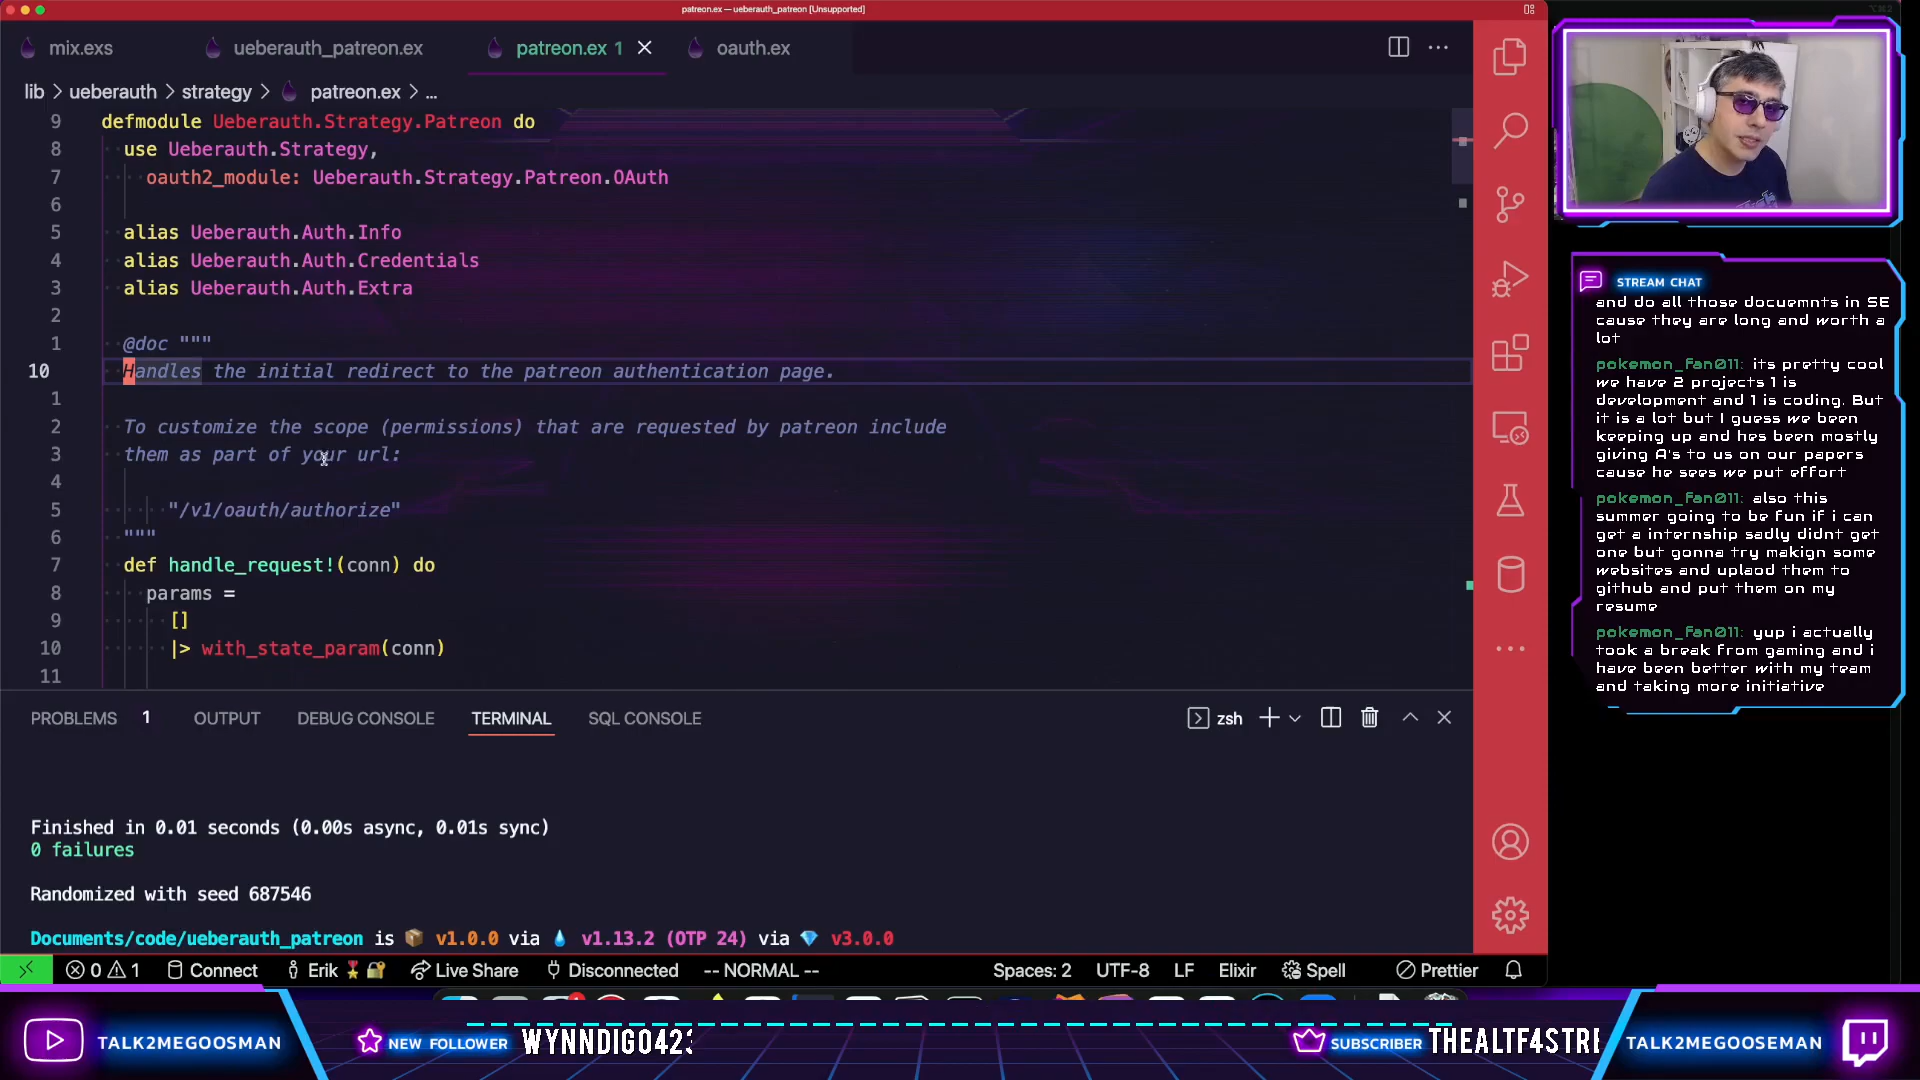 patreon.ex — ueberauth_patreon [Unsupported]
mix.exs
ueberauth_patreon.ex
patreon.ex 1
oauth.ex
lib > ueberauth > strategy > patreon.ex > ...
9 defmodule Ueberauth.Strategy.Patreon do
8 use Ueberauth.Strategy,
7 oauth2_module: Ueberauth.Strategy.Patreon.OAuth
6
5 alias Ueberauth.Auth.Info
4 alias Ueberauth.Auth.Credentials
3 alias Ueberauth.Auth.Extra
2
1 @doc """
10 Handles the initial redirect to the patreon authentication page.
1
2 To customize the scope (permissions) that are requested by patreon include
3 them as part of your url:
4
5 "/v1/oauth/authorize"
6 """
7 def handle_request!(conn) do
8 params =
9 []
10 |> with_state_param(conn)
11
PROBLEMS 1 OUTPUT DEBUG CONSOLE TERMINAL SQL CONSOLE
zsh
Finished in 0.01 seconds (0.00s async, 0.01s sync)
0 failures
Randomized with seed 687546
Documents/code/ueberauth_patreon is v1.0.0 via v1.13.2 (OTP 24) via v3.0.0
0 1 Connect Erik Live Share Disconnected -- NORMAL -- Spaces: 2 UTF-8 LF Elixir Spell Prettier
STREAM CHAT
and do all those docuemnts in SE
cause they are long and worth a
lot
pokemon_fan011: its pretty cool
we have 2 projects 1 is
development and 1 is coding. But
it is a lot but I guess we been
keeping up and hes been mostly
giving A's to us on our papers
cause he sees we put effort
pokemon_fan011: also this
summer going to be fun if i can
get a internship sadly didnt get
one but gonna try makign some
websites and uplaod them to
github and put them on my
resume
pokemon_fan011: yup i actually
took a break from gaming and i
have been better with my team
and taking more initiative
TALK2MEGOOSMAN
NEW FOLLOWER WYNNDIGO423
SUBSCRIBER THEALTF4STRE
TALK2MEGOOSEMAN